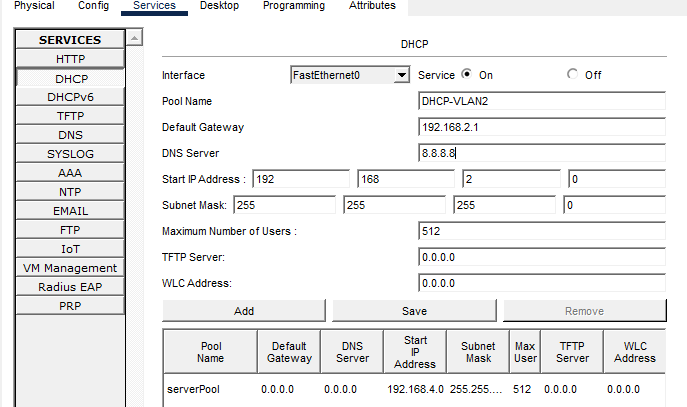 Physical Config Services Desktop Programming Attributes
SERVICES
HTTP
DHCP
DHCPv6
TFTP
DNS
SYSLOG
AAA
NTP
EMAIL
FTP
IoT
VM Management
Radius EAP
PRP
DHCP
Interface FastEthernet0 Service On Off
Pool Name DHCP-VLAN2
Default Gateway 192.168.2.1
DNS Server 8.8.8.8
Start IP Address : 192 168 2 0
Subnet Mask: 255 255 255 0
Maximum Number of Users : 512
TFTP Server: 0.0.0.0
WLC Address: 0.0.0.0
Add Save Remove
Pool Name Default Gateway DNS Server Start IP Address Subnet Mask Max User TFTP Server WLC Address
serverPool 0.0.0.0 0.0.0.0 192.168.4.0 255.255.... 512 0.0.0.0 0.0.0.0